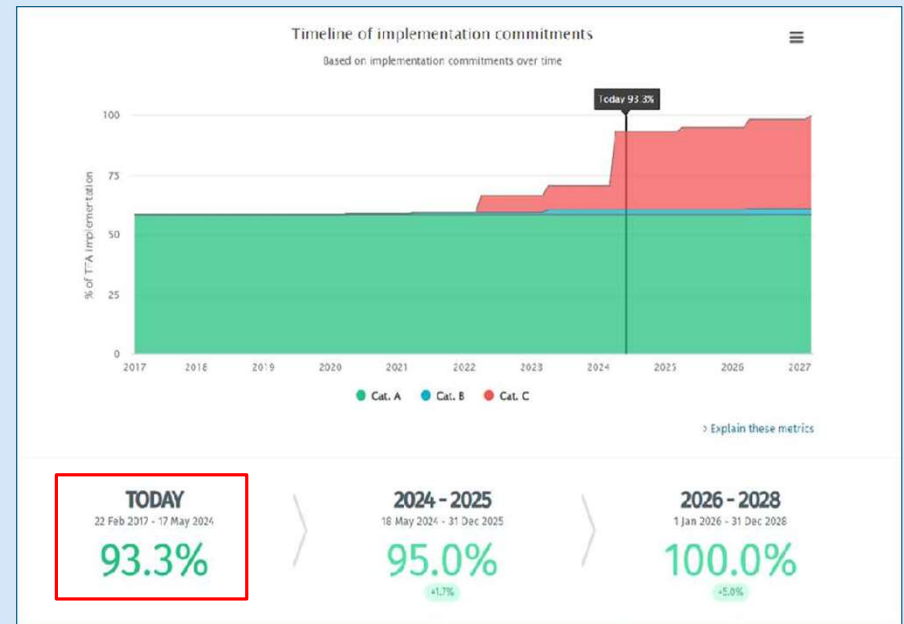 Timeline of implementation commitments
Based on implementation commitments over time
Today 93.3%
100
75
50
25
0
% of TFA implementation
2017 2018 2019 2020 2021 2022 2023 2024 2025 2026 2027
Cat. A Cat. B Cat. C
> Explain these metrics
TODAY
22 Feb 2017 - 17 May 2024
93.3%
2024 - 2025
18 May 2024 - 31 Dec 2025
95.0%
+1.7%
2026 - 2028
1 Jan 2026 - 31 Dec 2028
100.0%
+5.0%